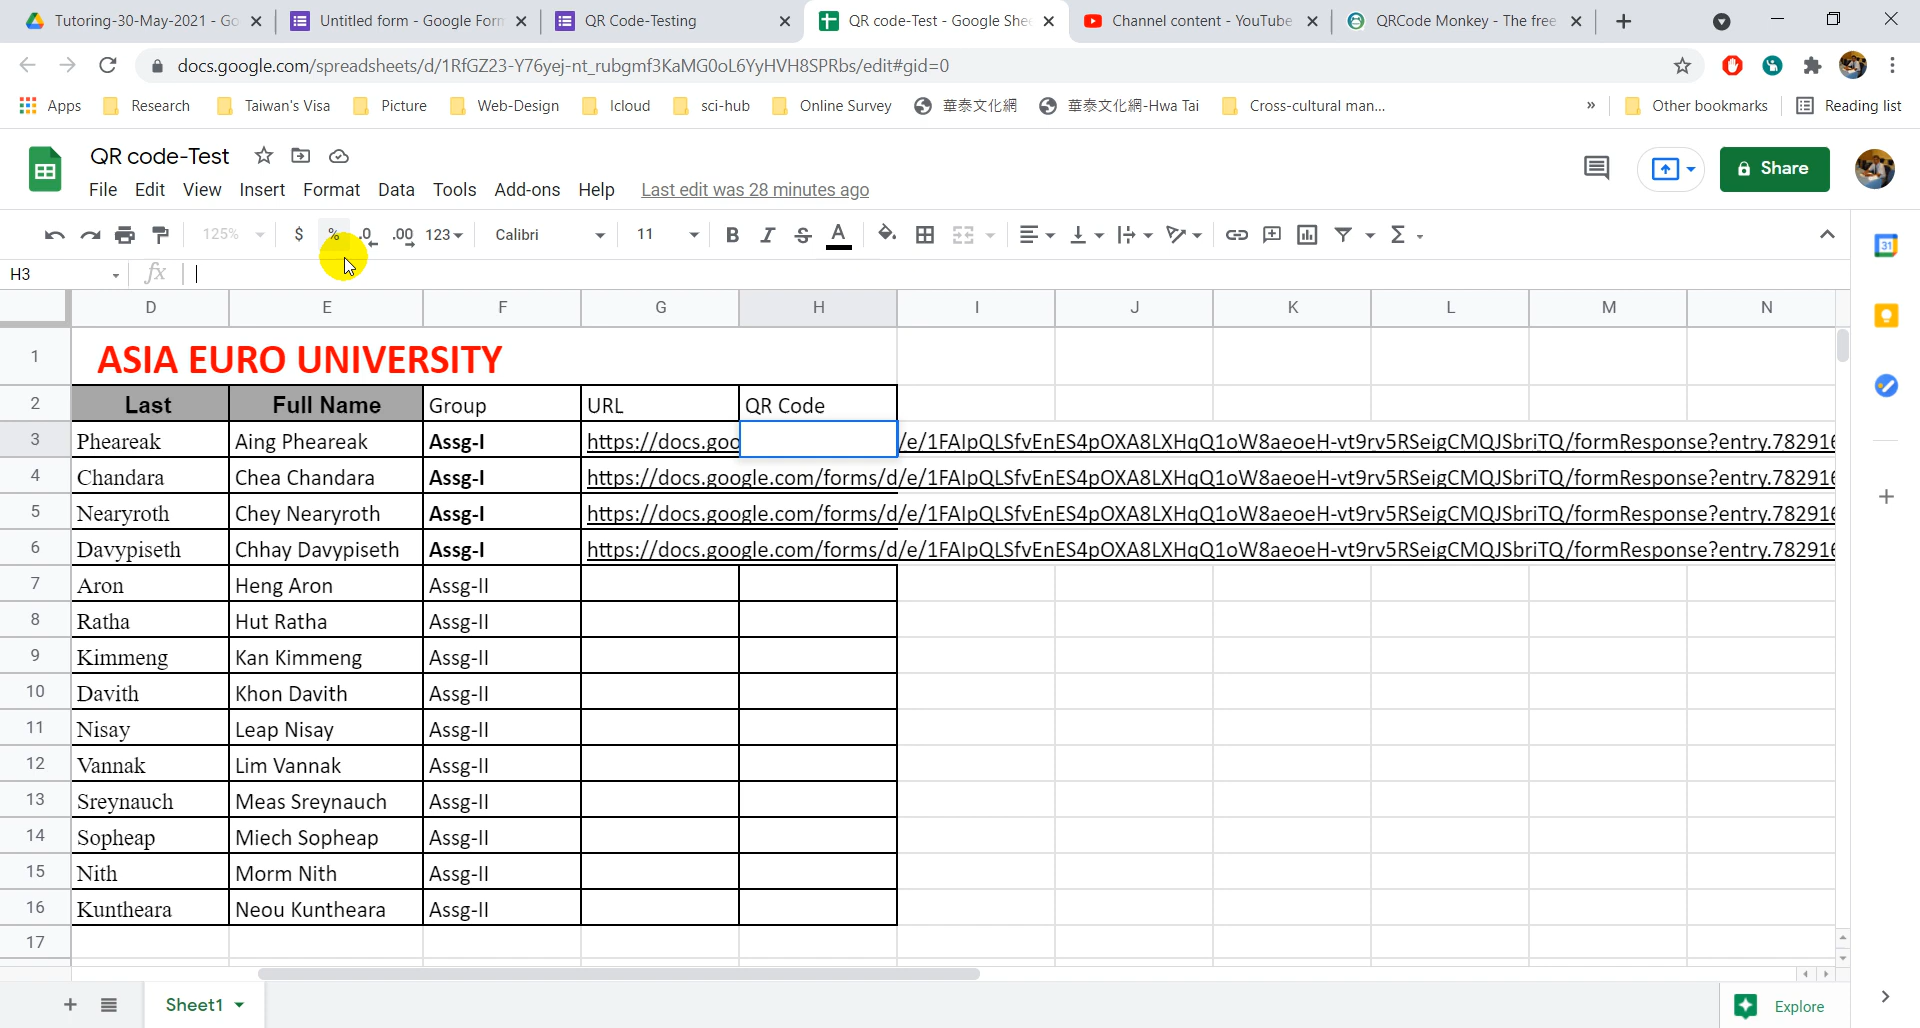 Tutoring-30-May-2021 - Go
Untitled form - Google Form
QR Code-Testing
QR code-Test - Google She
Channel content - YouTube
QRCode Monkey - The free
docs.google.com/spreadsheets/d/1RfGZ23-Y76yej-nt_rubgmf3KaMG0oL6YyHVH8SPRbs/edit#gid=0
Apps Research Taiwan's Visa Picture Web-Design Icloud sci-hub Online Survey 華泰文化網 華泰文化網-Hwa Tai Cross-cultural man... » Other bookmarks Reading list
QR code-Test
Share
File Edit View Insert Format Data Tools Add-ons Help Last edit was 28 minutes ago
125% $ % .0 .00 123 Calibri 11 B I S A Σ
31
H3 fx
D E F G H I J K L M N
1 ASIA EURO UNIVERSITY
2 Last Full Name Group URL QR Code
3 Pheareak Aing Pheareak Assg-I https://docs.goo /e/1FAIpQLSfvEnES4pOXA8LXHqQ1oW8aeoeH-vt9rv5RSeigCMQJSbriTQ/formResponse?entry.782916
4 Chandara Chea Chandara Assg-I https://docs.google.com/forms/d/e/1FAIpQLSfvEnES4pOXA8LXHqQ1oW8aeoeH-vt9rv5RSeigCMQJSbriTQ/formResponse?entry.782916
5 Nearyroth Chey Nearyroth Assg-I https://docs.google.com/forms/d/e/1FAIpQLSfvEnES4pOXA8LXHqQ1oW8aeoeH-vt9rv5RSeigCMQJSbriTQ/formResponse?entry.782916
6 Davypiseth Chhay Davypiseth Assg-I https://docs.google.com/forms/d/e/1FAIpQLSfvEnES4pOXA8LXHqQ1oW8aeoeH-vt9rv5RSeigCMQJSbriTQ/formResponse?entry.782916
7 Aron Heng Aron Assg-II
8 Ratha Hut Ratha Assg-II
9 Kimmeng Kan Kimmeng Assg-II
10 Davith Khon Davith Assg-II
11 Nisay Leap Nisay Assg-II
12 Vannak Lim Vannak Assg-II
13 Sreynauch Meas Sreynauch Assg-II
14 Sopheap Miech Sopheap Assg-II
15 Nith Morm Nith Assg-II
16 Kuntheara Neou Kuntheara Assg-II
17
Sheet1
Explore